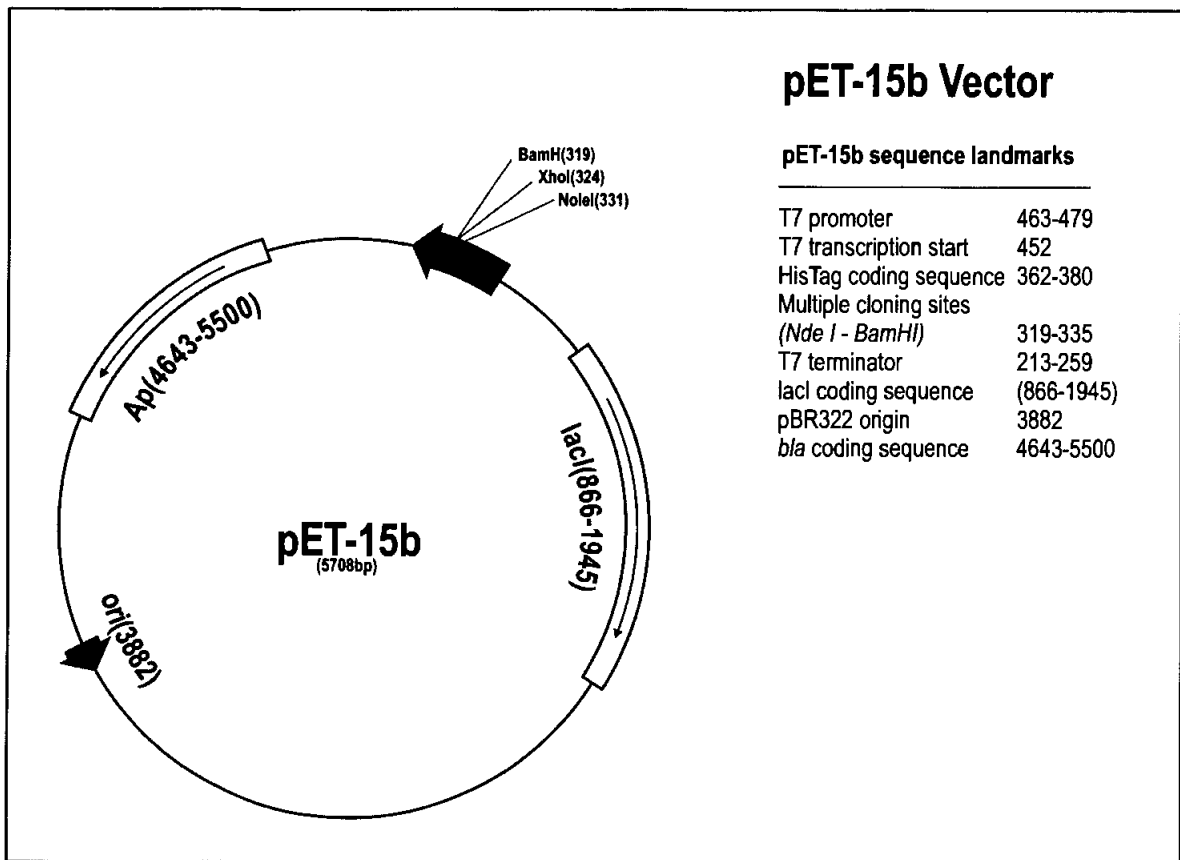 pET-15b Vector
pET-15b sequence landmarks
T7 promoter 463-479
T7 transcription start 452
HisTag coding sequence 362-380
Multiple cloning sites
(Nde I - BamHI) 319-335
T7 terminator 213-259
lacI coding sequence (866-1945)
pBR322 origin 3882
bla coding sequence 4643-5500
BamH(319)
XhoI(324)
NoleI(331)
Ap(4643-5500)
lacI(866-1945)
pET-15b
(5708bp)
ori(3882)